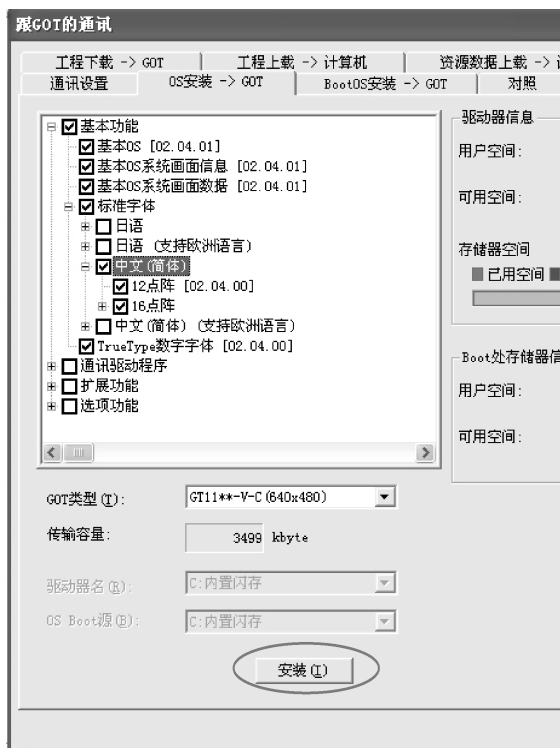 跟GOT的通讯
工程下载 -> GOT
工程上载 -> 计算机
资源数据上载 ->
通讯设置
OS安装 -> GOT
BootOS安装 -> GOT
对照
基本功能
基本OS [02.04.01]
基本OS系统画面信息 [02.04.01]
基本OS系统画面数据 [02.04.01]
标准字体
日语
日语 (支持欧洲语言)
中文(简体)
12点阵 [02.04.00]
16点阵
中文(简体) (支持欧洲语言)
TrueType数字字体 [02.04.00]
通讯驱动程序
扩展功能
选项功能
GOT类型(T):
GT11**-V-C(640x480)
传输容量:
3499 kbyte
驱动器名(R):
C:内置闪存
OS Boot源(B):
C:内置闪存
安装(I)
驱动器信息
用户空间:
可用空间:
存储器空间
已用空间
Boot处存储器信
用户空间:
可用空间: